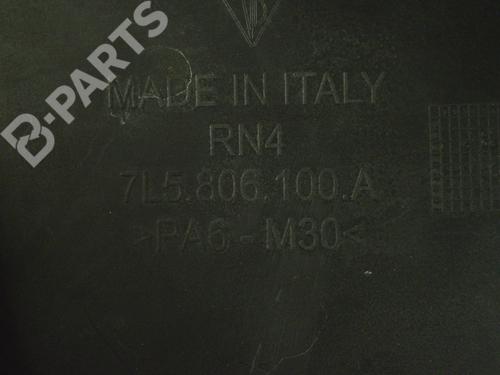 B-PARTS
MADE IN ITALY
RN4
7L5.806.100.A
>PA6-M30<